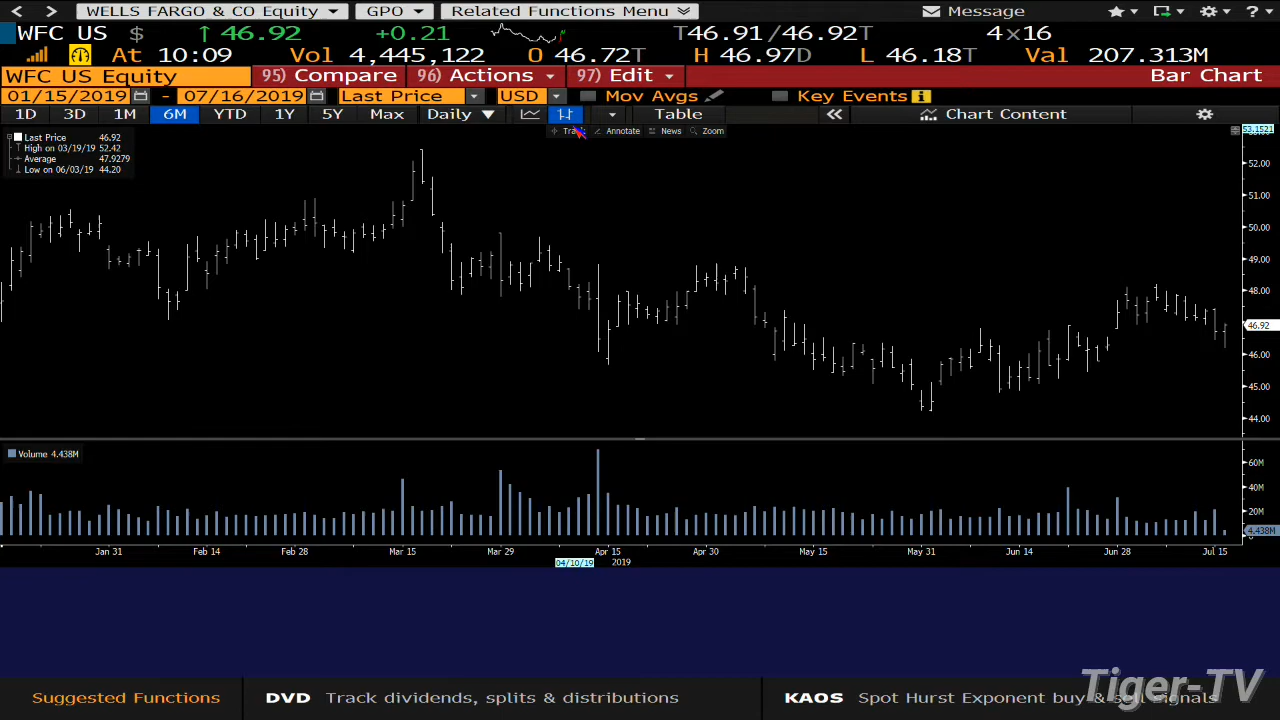 WELLS FARGO & CO Equity GPO Related Functions Menu Message
WFC US $ ↑ 46.92 +0.21 T46.91/46.92T 4x16
At 10:09 Vol 4,445,122 O 46.72T H 46.97D L 46.18T Val 207.313M
WFC US Equity 95) Compare 96) Actions 97) Edit Bar Chart
01/15/2019 - 07/16/2019 Last Price USD Mov Avgs Key Events
1D 3D 1M 6M YTD 1Y 5Y Max Daily ▼ Table « Chart Content
Annotate News Zoom
Last Price 46.92
High on 03/19/19 52.42
Average 47.9279
Low on 06/03/19 44.20
53.1521
52.00
51.00
50.00
49.00
48.00
46.92
46.00
45.00
44.00
Volume 4.438M
60M
40M
20M
4.438M
Jan 31 Feb 14 Feb 28 Mar 15 Mar 29 Apr 15 Apr 30 May 15 May 31 Jun 14 Jun 28 Jul 15
04/10/19 2019
Suggested Functions DVD Track dividends, splits & distributions KAOS Spot Hurst Exponent buy & sell signals
Tiger-TV